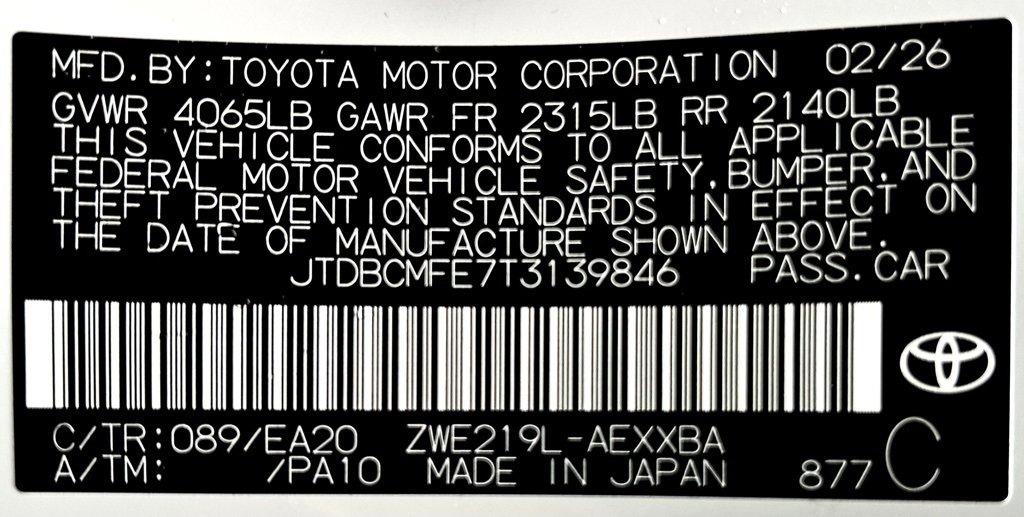 MFD.BY:TOYOTA MOTOR CORPORATION 02/26
GVWR 4065LB GAWR FR 2315LB RR 2140LB
THIS VEHICLE CONFORMS TO ALL APPLICABLE
FEDERAL MOTOR VEHICLE SAFETY,BUMPER,AND
THEFT PREVENTION STANDARDS IN EFFECT ON
THE DATE OF MANUFACTURE SHOWN ABOVE.
JTDBCMFE7T3139846 PASS.CAR
C/TR:089/EA20 ZWE219L-AEXXBA C
A/TM: /PA10 MADE IN JAPAN 877